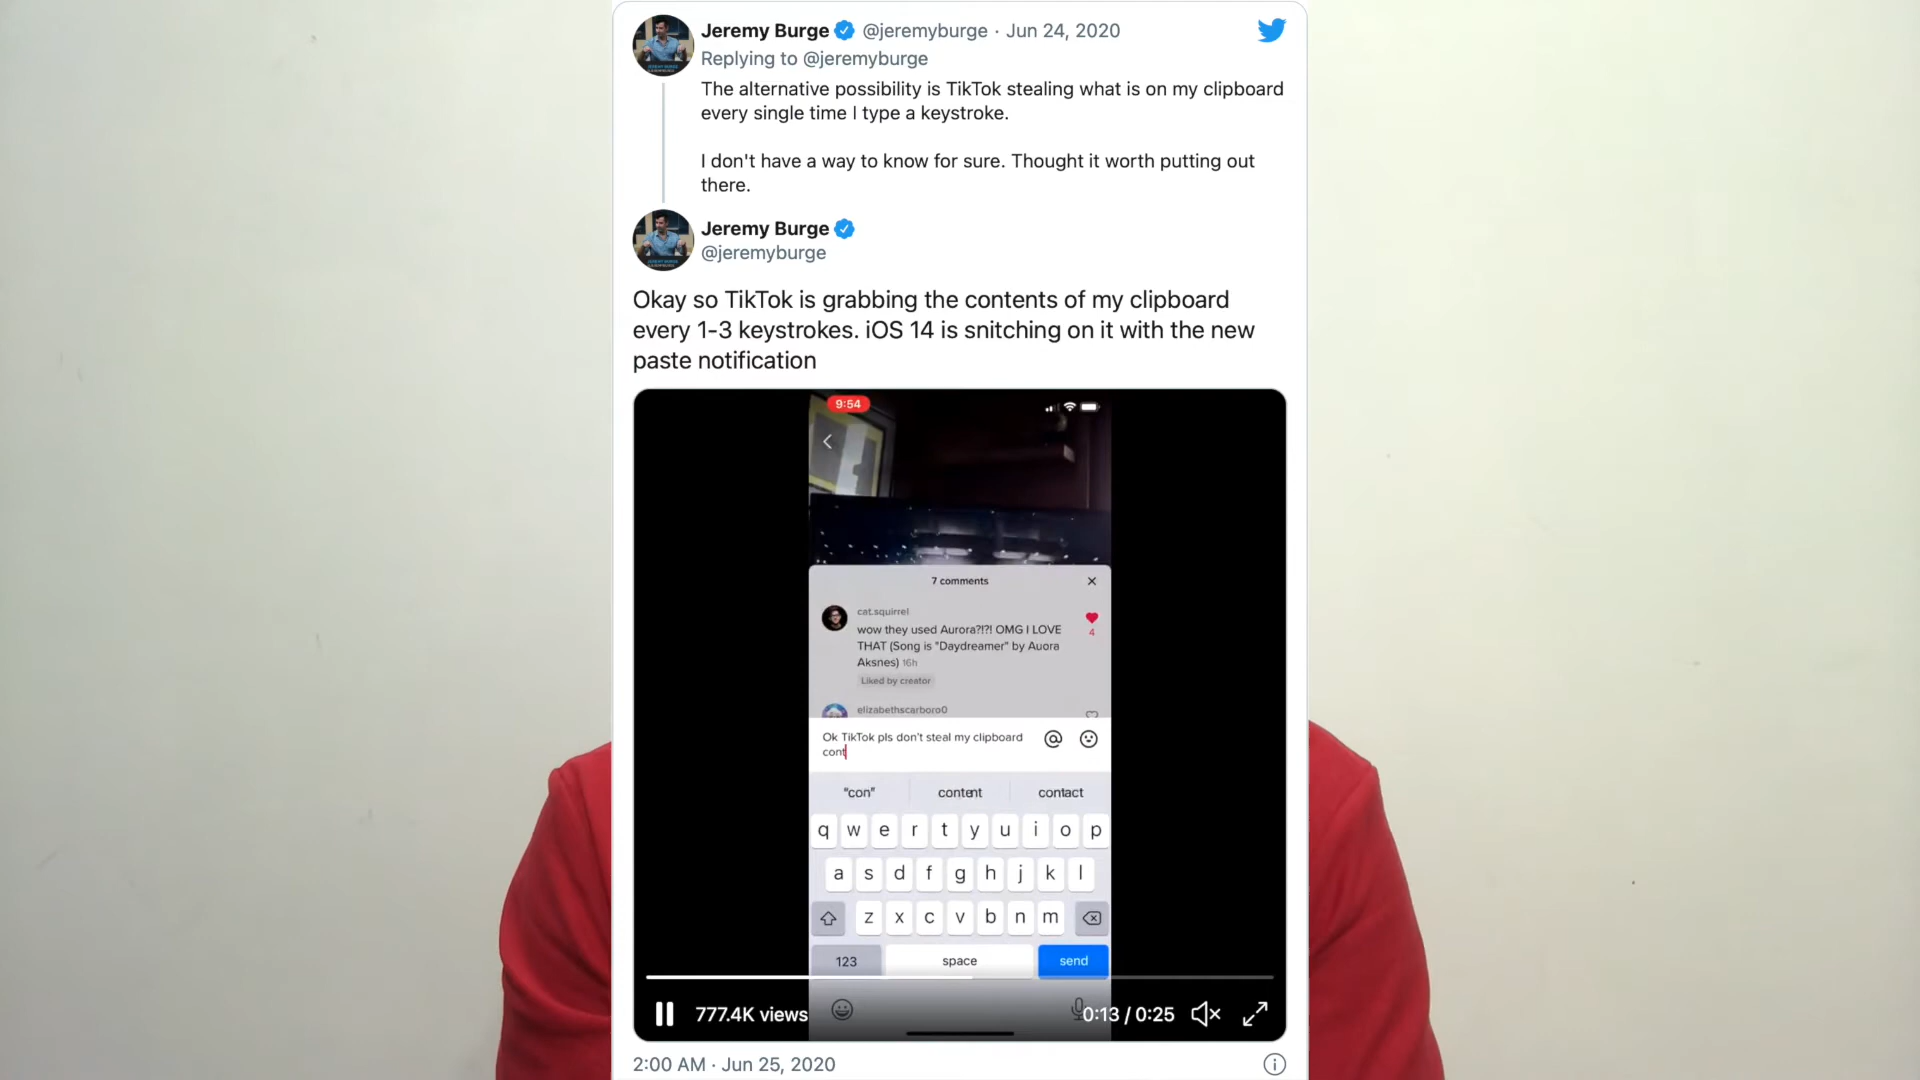 Jeremy Burge @jeremyburge · Jun 24, 2020
Replying to @jeremyburge
The alternative possibility is TikTok stealing what is on my clipboard
every single time I type a keystroke.
I don't have a way to know for sure. Thought it worth putting out
there.
Jeremy Burge
@jeremyburge
Okay so TikTok is grabbing the contents of my clipboard
every 1-3 keystrokes. iOS 14 is snitching on it with the new
paste notification
9:54
7 comments
cat.squirrel
wow they used Aurora?!?! OMG I LOVE
THAT (Song is "Daydreamer" by Auora
Aksnes) 16h
4
Liked by creator
elizabethscarboro0
Ok TikTok pls don't steal my clipboard
cont
"con" content contact
q w e r t y u i o p
a s d f g h j k l
z x c v b n m
123 space send
777.4K views 0:13 / 0:25
2:00 AM · Jun 25, 2020